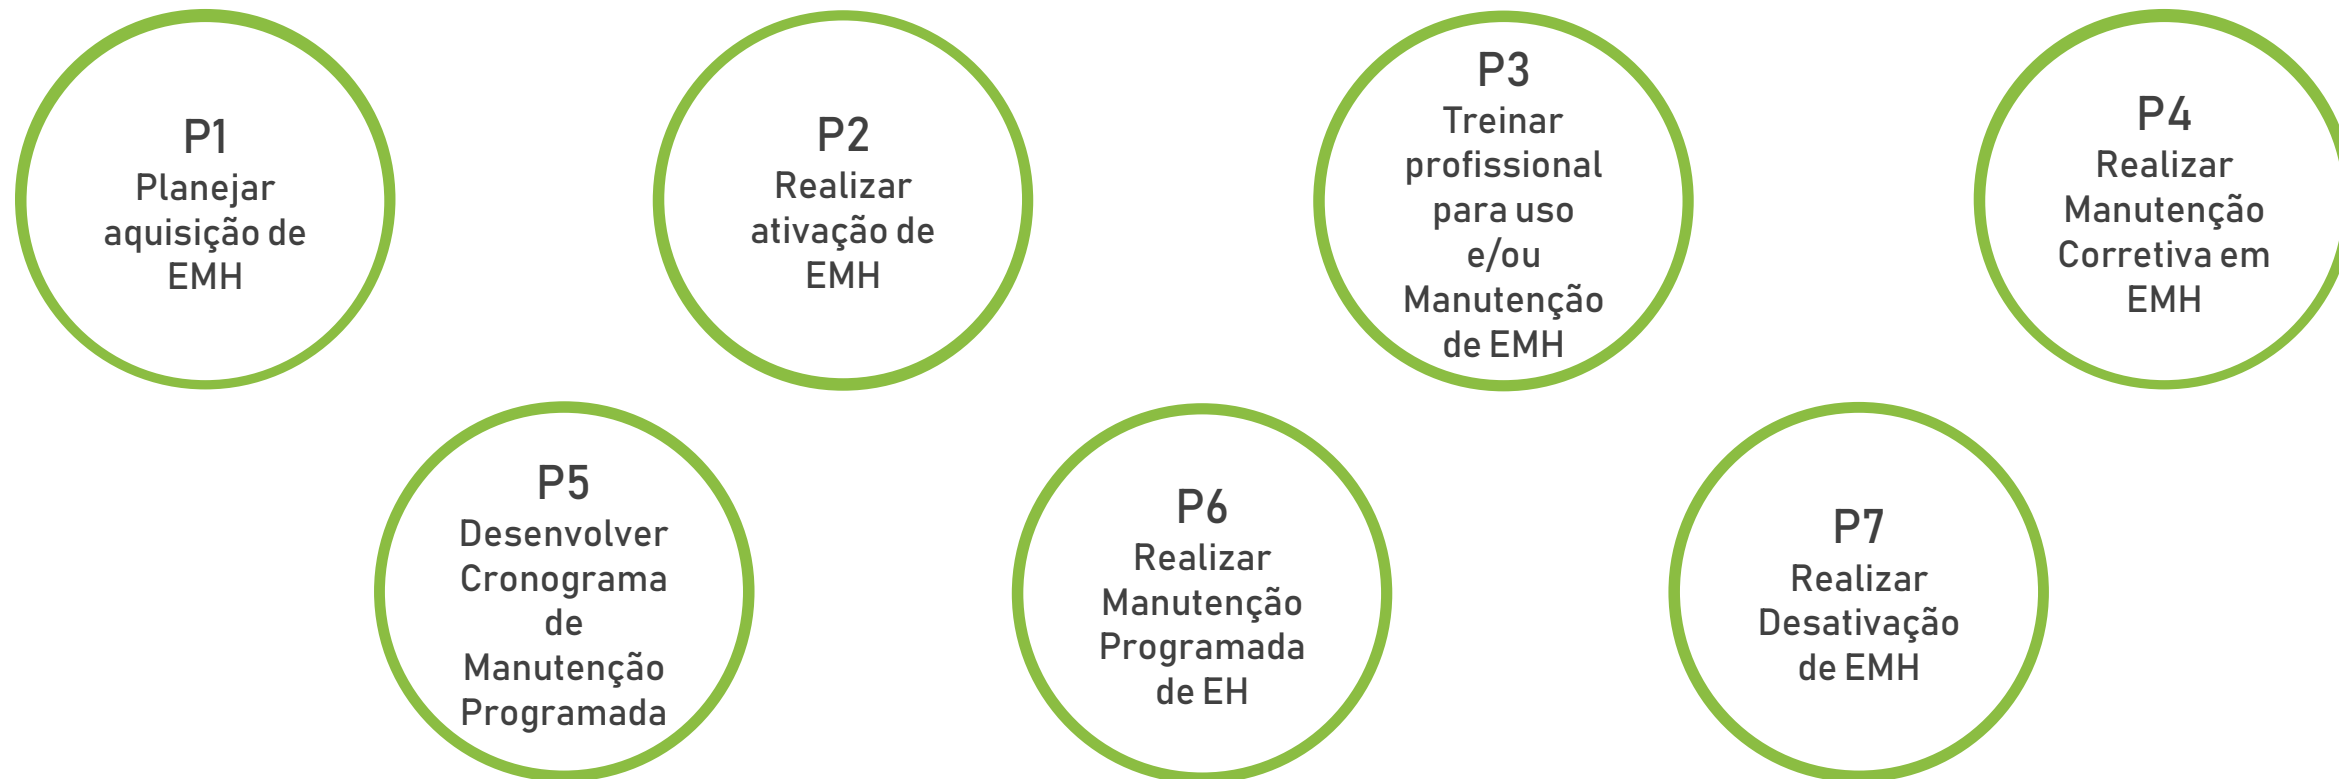 P1
Planejar
aquisição de
EMH
P2
Realizar
ativação de
EMH
P3
Treinar
profissional
para uso
e/ou
Manutenção
de EMH
P4
Realizar
Manutenção
Corretiva em
EMH
P5
Desenvolver
Cronograma
de
Manutenção
Programada
P6
Realizar
Manutenção
Programada
de EH
P7
Realizar
Desativação
de EMH